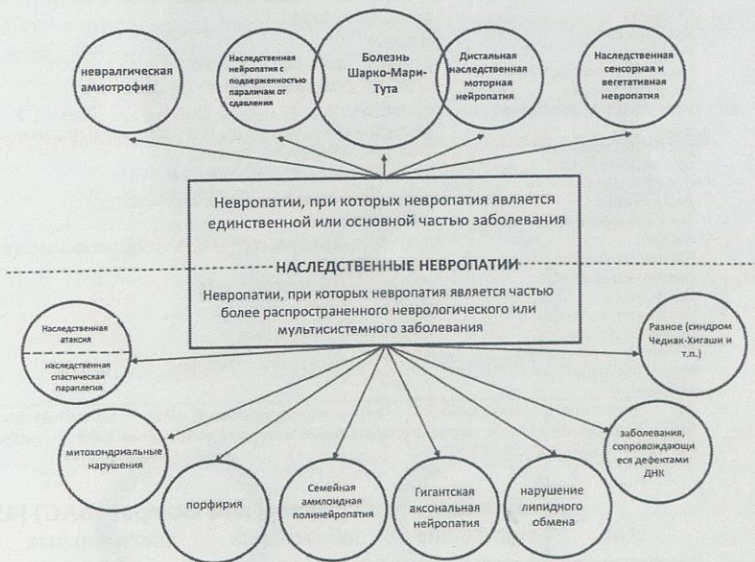 невралгическая
амиотрофия
Наследственная
нейропатия с
подверженностью
параличам от
сдавления
Болезнь
Шарко-Мари-
Тута
Дистальная
наследственная
моторная
нейропатия
Наследственная
сенсорная и
вегетативная
невропатия
Невропатии, при которых невропатия является
единственной или основной частью заболевания
НАСЛЕДСТВЕННЫЕ НЕВРОПАТИИ
Невропатии, при которых невропатия является частью
более распространенного неврологического или
мультисистемного заболевания
Наследственная
атаксия
наследственная
спастическая
параплегия
Разное (синдром
Чедиак-Хигаши и
т.п.)
митохондриальные
нарушения
порфирия
Семейная
амилоидная
полинейропатия
Гигантская
аксональная
нейропатия
нарушение
липидного
обмена
заболевания,
сопровождающи
еся дефектами
ДНК